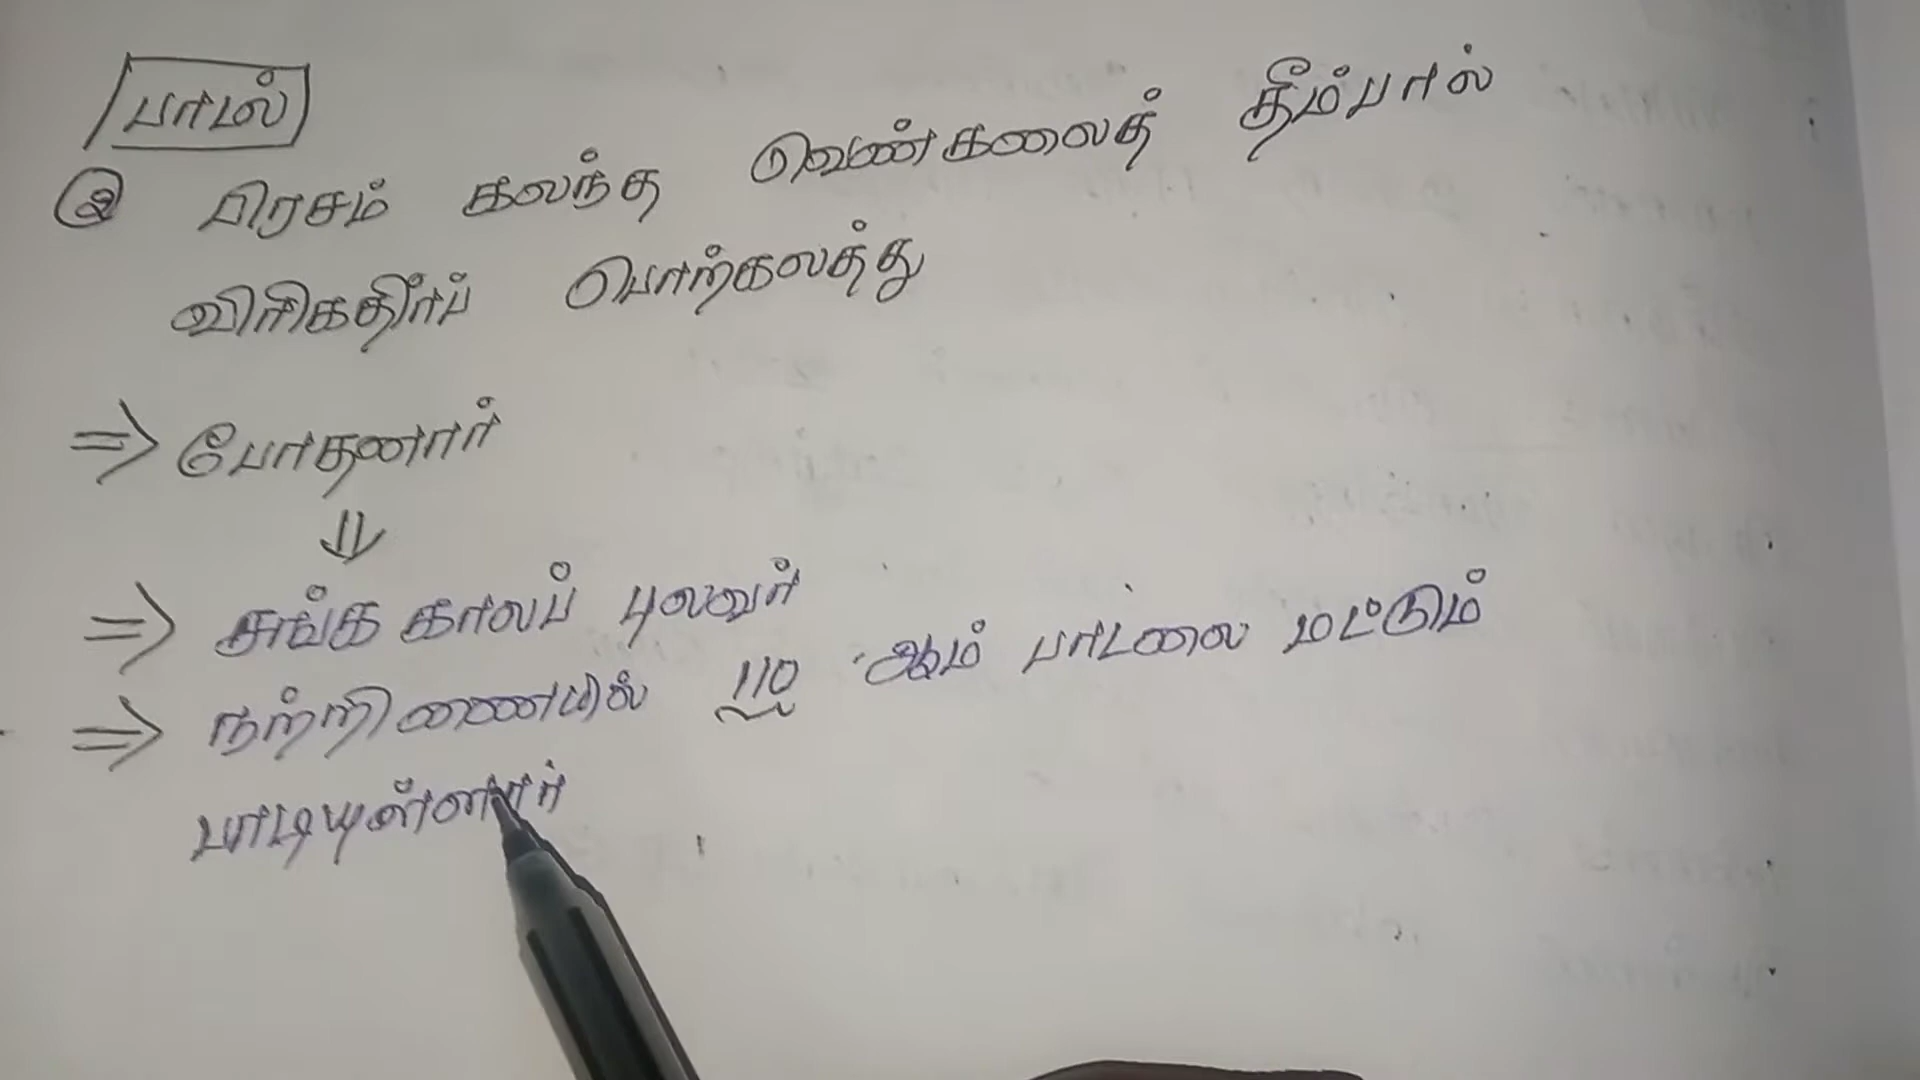 பாடல்
② பிரசம் கலந்த வெண்சுவைத் தீம்பால்
விரிகதிர்ப் பொற்கலத்து
⇒ போதனார்
⇓
⇒ சங்க காலப் புலவர்
⇒ நற்றிணையில் 110 ஆம் பாடலை மட்டும்
பாடியுள்ளார்